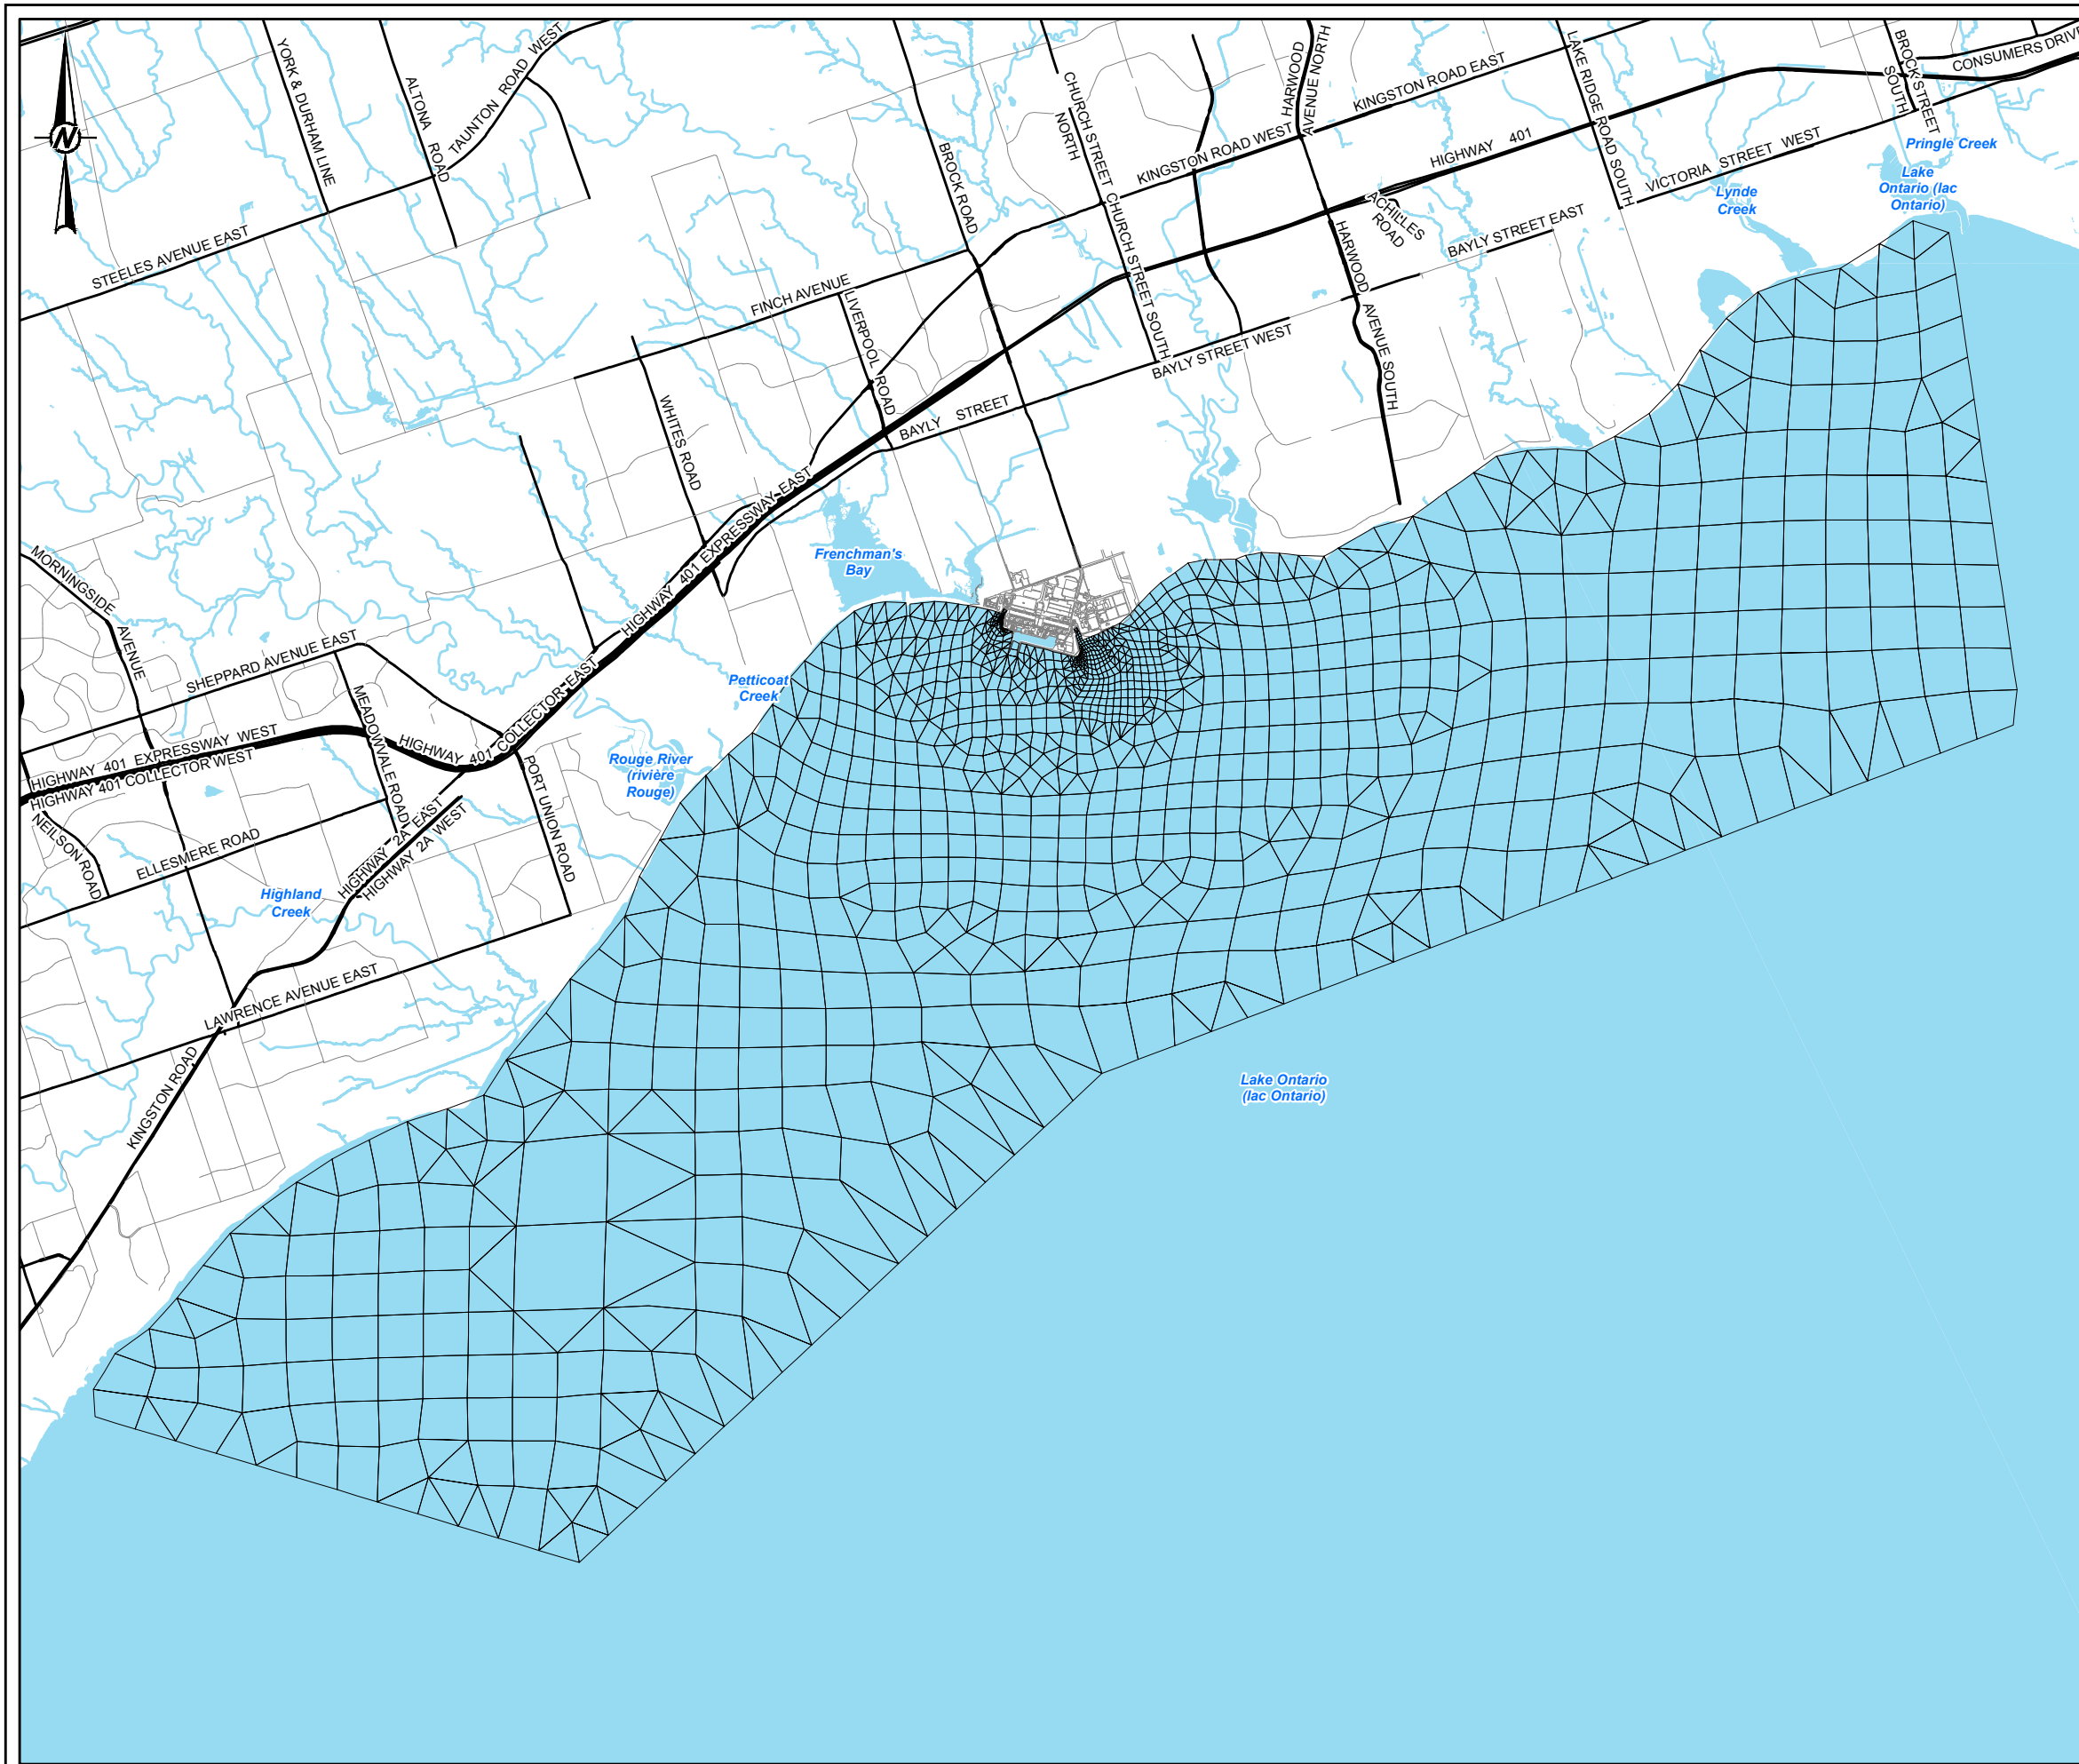 N
YORK & DURHAM LINE
ALTONA
ROAD
TAUNTON ROAD WEST
STEELES AVENUE EAST
BROCK ROAD
CHURCH STREET
NORTH
CHURCH STREET SOUTH
HARWOOD
AVENUE NORTH
KINGSTON ROAD EAST
KINGSTON ROAD WEST
LAKE RIDGE ROAD SOUTH
HIGHWAY 401
BROCK STREET
SOUTH
CONSUMERS DRIVE
VICTORIA STREET WEST
Pringle Creek
Lake
Ontario (lac
Ontario)
Lynde
Creek
ACHILLES
ROAD
BAYLY STREET EAST
HARWOOD AVENUE SOUTH
FINCH AVENUE
LIVERPOOL ROAD
BAYLY STREET WEST
BAYLY STREET
WHITES ROAD
HIGHWAY 401 EXPRESSWAY EAST
Frenchman's
Bay
MORNINGSIDE
AVENUE
SHEPPARD AVENUE EAST
MEADOWVALE ROAD
HIGHWAY 401 COLLECTOR EAST
Petticoat
Creek
HIGHWAY 401 EXPRESSWAY WEST
HIGHWAY 401 COLLECTOR WEST
PORT UNION ROAD
Rouge River
(rivière
Rouge)
NEILSON ROAD
ELLESMERE ROAD
HIGHWAY 2A EAST
HIGHWAY 2A WEST
Highland
Creek
LAWRENCE AVENUE EAST
KINGSTON ROAD
Lake Ontario
(lac Ontario)